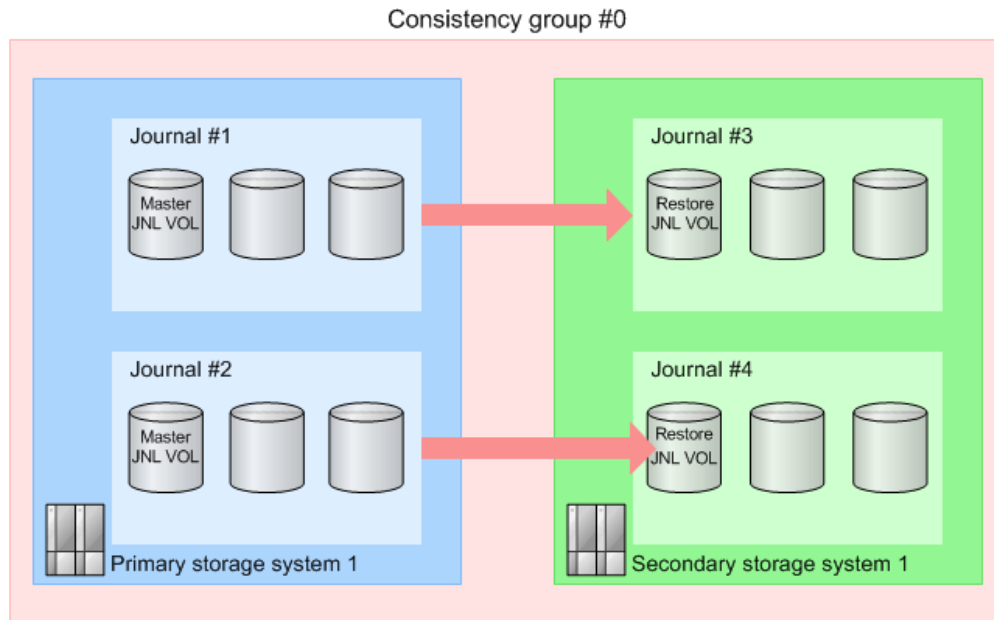 Consistency group #0
Journal #1
Master
JNL VOL
Journal #3
Restore
JNL VOL
Journal #2
Master
JNL VOL
Journal #4
Restore
JNL VOL
Primary storage system 1
Secondary storage system 1